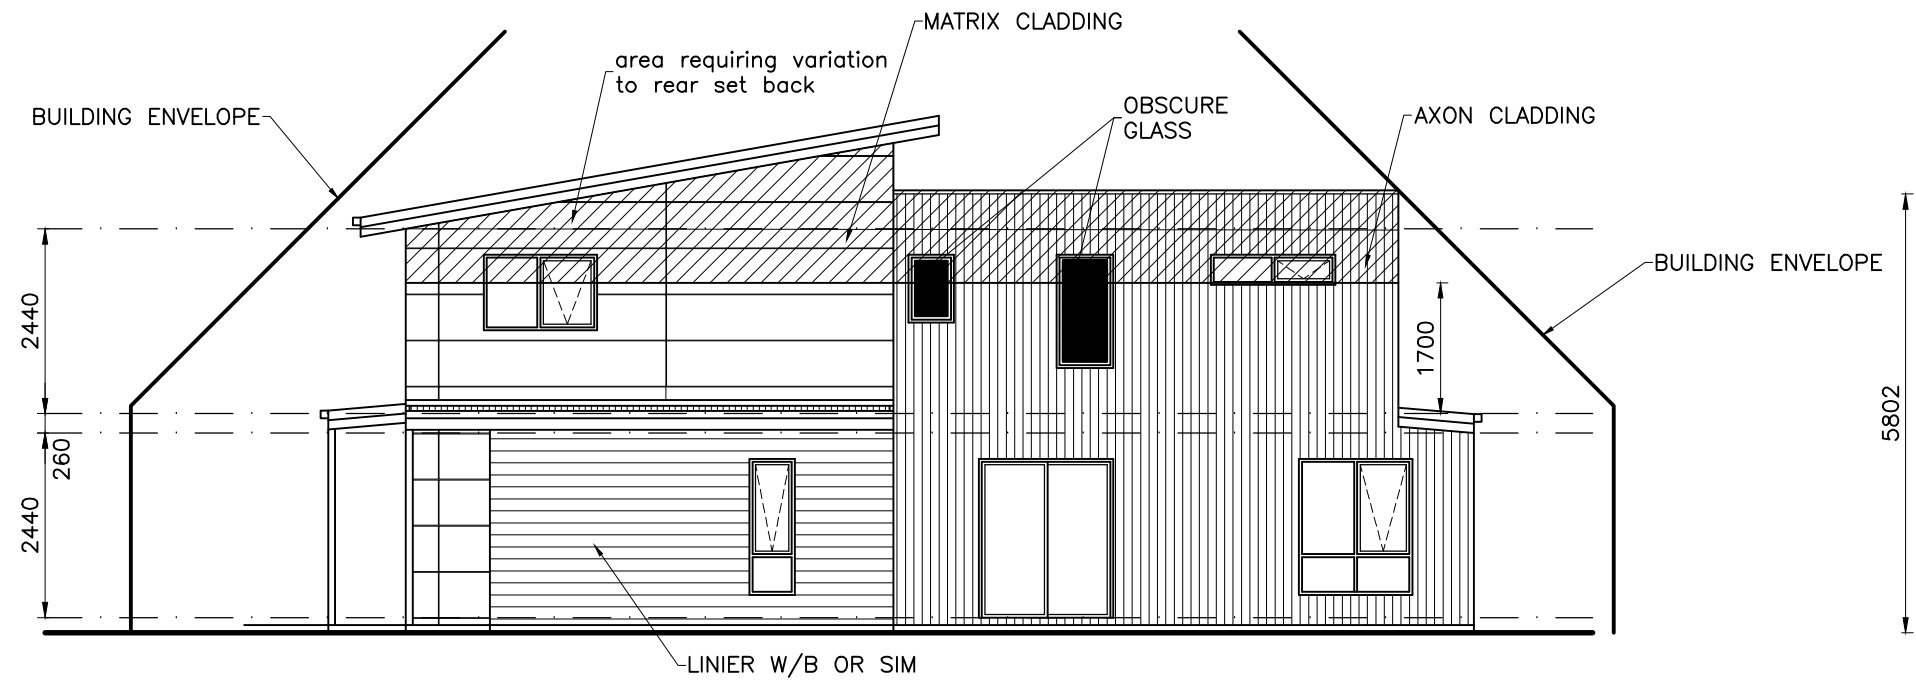 MATRIX CLADDING
area requiring variation
to rear set back
BUILDING ENVELOPE
OBSCURE
GLASS
AXON CLADDING
BUILDING ENVELOPE
2440
260
2440
1700
5802
LINIER W/B OR SIM